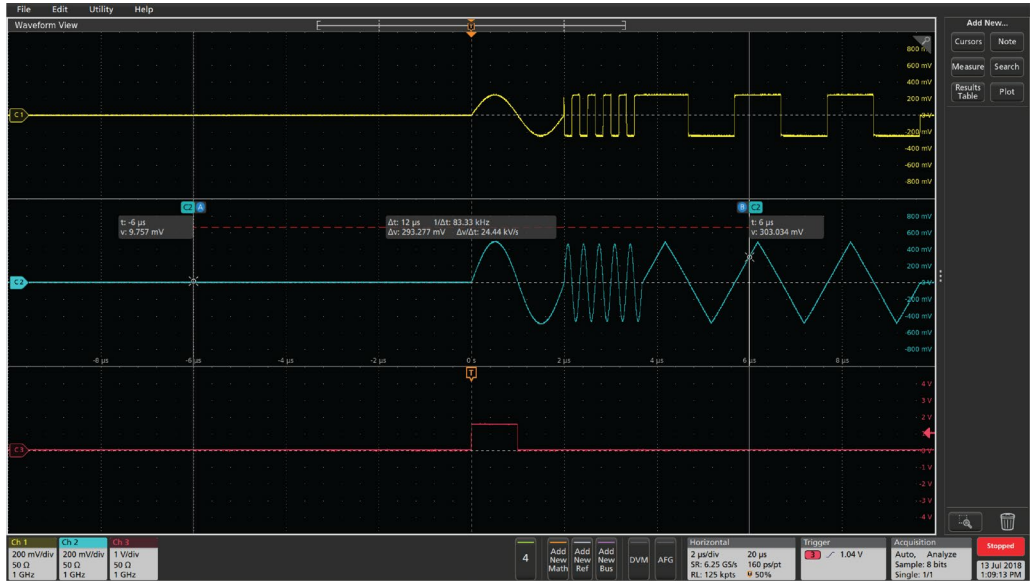 File Edit Utility Help
Waveform View
Add New...
Cursors Note
Measure Search
Results Table Plot
T
800 m
600 mV
400 mV
200 mV
C1
0 V
-200 mV
-400 mV
-600 mV
-800 mV
C2 A
B C2
t: -6 µs
v: 9.757 mV
Δt: 12 µs 1/Δt: 83.33 kHz
Δv: 293.277 mV Δv/Δt: 24.44 kV/s
t: 6 µs
v: 303.034 mV
800 mV
600 mV
400 mV
200 mV
C2
0 V
-200 mV
-400 mV
-600 mV
-800 mV
-8 µs -6 µs -4 µs -2 µs 0 s 2 µs 4 µs 6 µs 8 µs
T
4 V
3 V
2 V
C3
0 V
-1 V
-2 V
-3 V
-4 V
Ch 1
200 mV/div
50 Ω
1 GHz
Ch 2
200 mV/div
50 Ω
1 GHz
Ch 3
1 V/div
50 Ω
1 GHz
4
Add New Math
Add New Ref
Add New Bus
DVM
AFG
Horizontal
2 µs/div 20 µs
SR: 6.25 GS/s 160 ps/pt
RL: 125 kpts 50%
Trigger
3 1.04 V
Acquisition
Auto, Analyze
Sample: 8 bits
Single: 1/1
Stopped
13 Jul 2018
1:09:13 PM